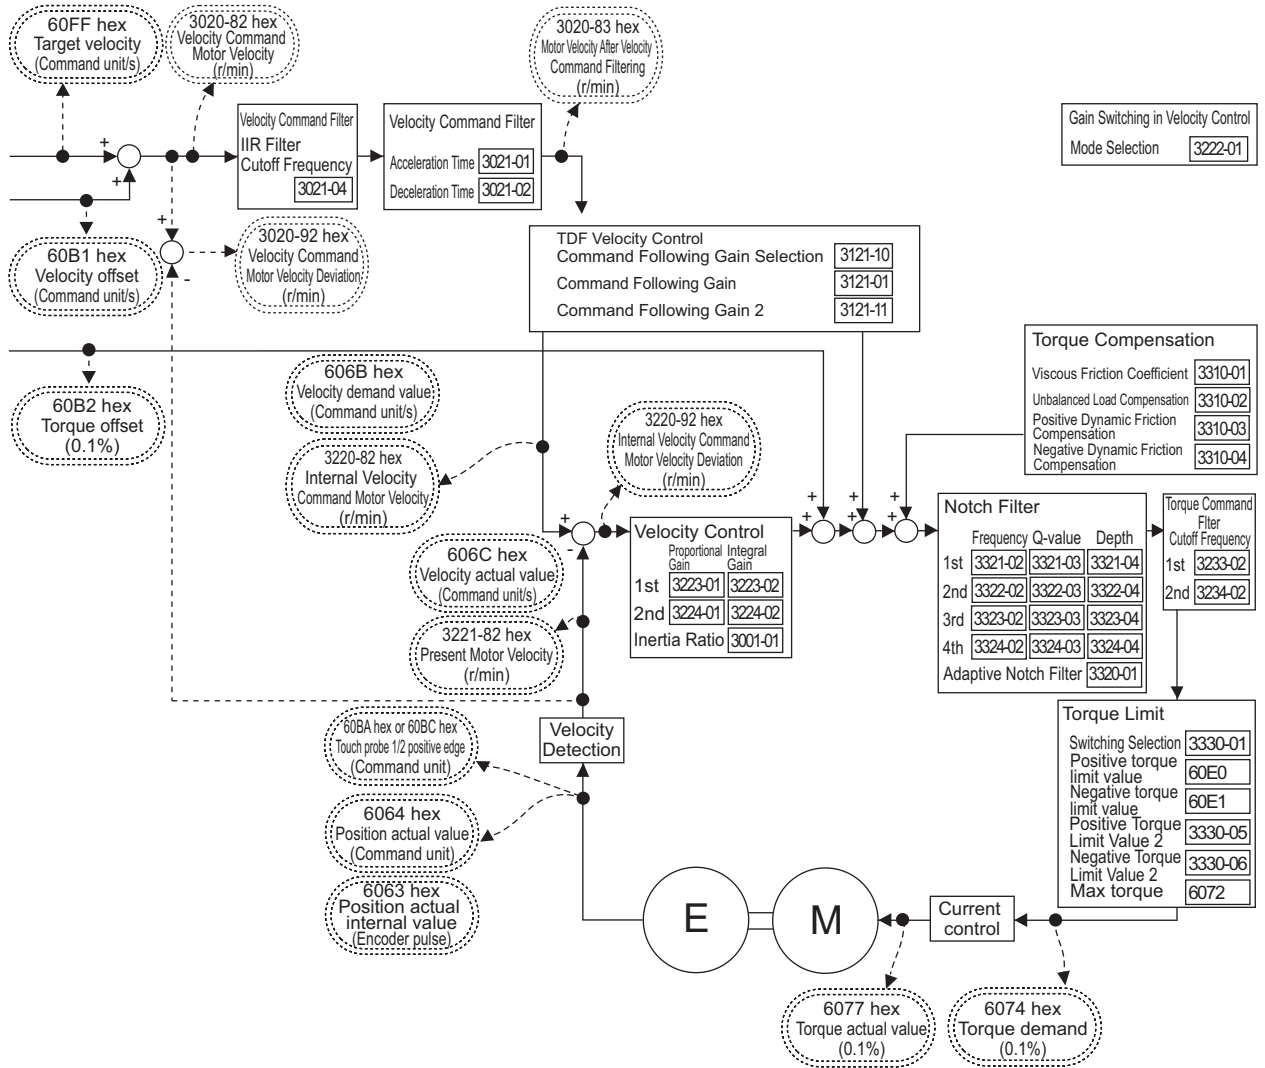 60FF hex
Target velocity
(Command unit/s)
3020-82 hex
Velocity Command
Motor Velocity
(r/min)
3020-83 hex
Motor Velocity After Velocity
Command Filtering
(r/min)
Velocity Command Filter
IIR Filter
Cutoff Frequency
3021-04
Velocity Command Filter
Acceleration Time 3021-01
Deceleration Time 3021-02
Gain Switching in Velocity Control
Mode Selection 3222-01
+
+
+
-
60B1 hex
Velocity offset
(Command unit/s)
3020-92 hex
Velocity Command
Motor Velocity Deviation
(r/min)
TDF Velocity Control
Command Following Gain Selection 3121-10
Command Following Gain 3121-01
Command Following Gain 2 3121-11
60B2 hex
Torque offset
(0.1%)
606B hex
Velocity demand value
(Command unit/s)
3220-82 hex
Internal Velocity
Command Motor Velocity
(r/min)
3220-92 hex
Internal Velocity Command
Motor Velocity Deviation
(r/min)
Torque Compensation
Viscous Friction Coefficient 3310-01
Unbalanced Load Compensation 3310-02
Positive Dynamic Friction
Compensation 3310-03
Negative Dynamic Friction
Compensation 3310-04
+
-
+
+
+
+
+
+
606C hex
Velocity actual value
(Command unit/s)
3221-82 hex
Present Motor Velocity
(r/min)
Velocity Control
Proportional Integral
Gain Gain
1st 3223-01 3223-02
2nd 3224-01 3224-02
Inertia Ratio 3001-01
Notch Filter
Frequency Q-value Depth
1st 3321-02 3321-03 3321-04
2nd 3322-02 3322-03 3322-04
3rd 3323-02 3323-03 3323-04
4th 3324-02 3324-03 3324-04
Adaptive Notch Filter 3320-01
Torque Command
Flter
Cutoff Frequency
1st 3233-02
2nd 3234-02
60BA hex or 60BC hex
Touch probe 1/2 positive edge
(Command unit)
Velocity
Detection
6064 hex
Position actual value
(Command unit)
6063 hex
Position actual
internal value
(Encoder pulse)
Torque Limit
Switching Selection 3330-01
Positive torque
limit value 60E0
Negative torque
limit value 60E1
Positive Torque
Limit Value 2 3330-05
Negative Torque
Limit Value 2 3330-06
Max torque 6072
E
M
Current
control
6077 hex
Torque actual value
(0.1%)
6074 hex
Torque demand
(0.1%)